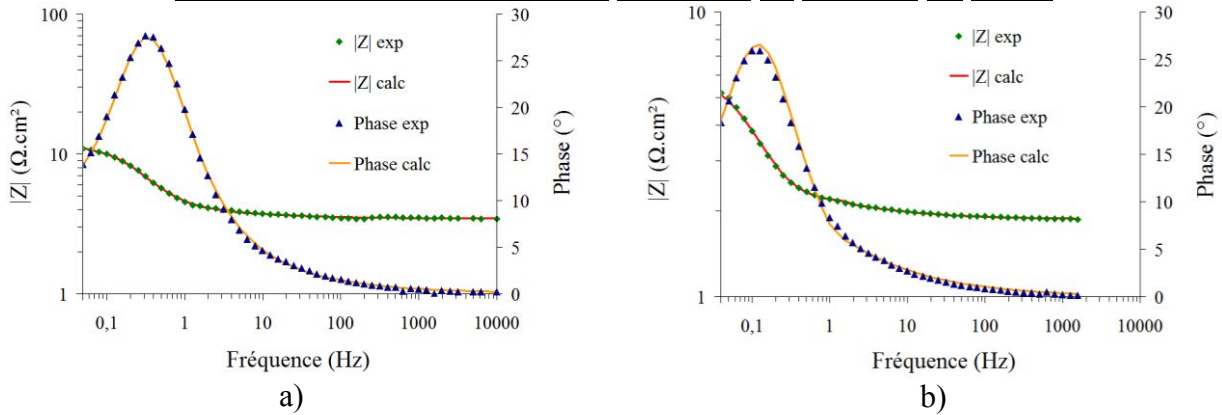 100
10
1
|Z| (Ω.cm²)
30
25
20
15
10
5
0
Phase (°)
|Z| exp
|Z| calc
Phase exp
Phase calc
0,1
1
10
100
1000
10000
Fréquence (Hz)
a)
10
1
|Z| (Ω.cm²)
30
25
20
15
10
5
0
Phase (°)
|Z| exp
|Z| calc
Phase exp
Phase calc
0,1
1
10
100
1000
10000
Fréquence (Hz)
b)